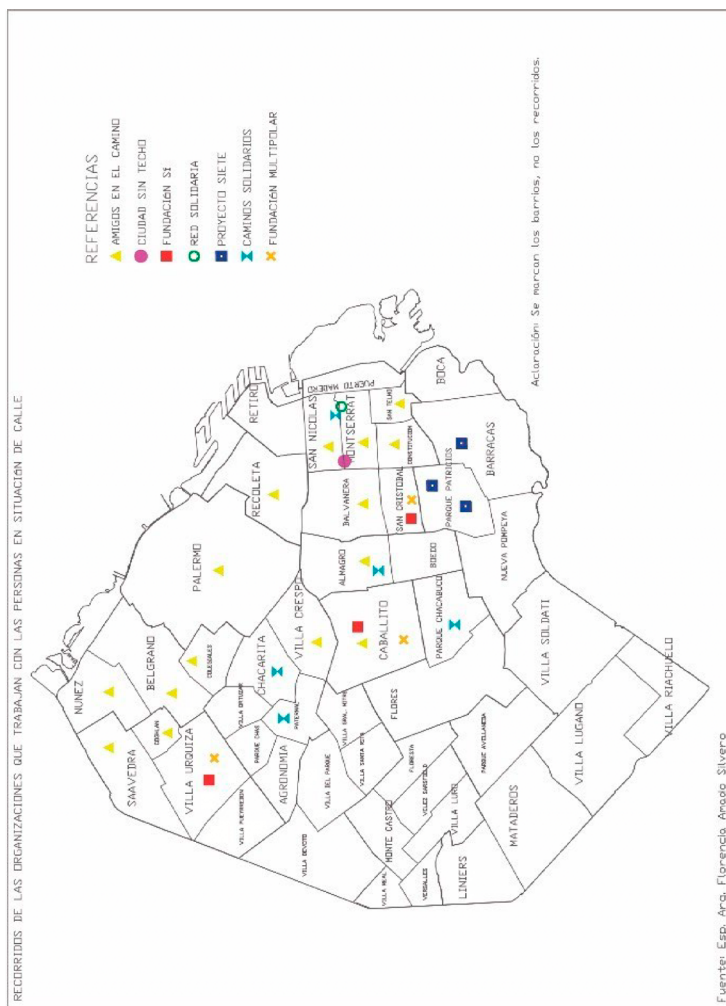 RECORRIDOS DE LAS ORGANIZACIONES QUE TRABAJAN CON LAS PERSONAS EN SITUACIÓN DE CALLE
REFERENCIAS
AMIGOS EN EL CAMINO
CIUDAD SIN TECHO
FUNDACIÓN SÍ
RED SOLIDARIA
PROYECTO SIETE
CAMINOS SOLIDARIOS
FUNDACIÓN MULTIPOLAR
NUÑEZ
SAAVEDRA
BELGRANO
COGHLAN
COLEGIALES
VILLA URQUIZA
VILLA PUEYRREDON
VILLA ORTUZAR
PARQUE CHAS
AGRONOMIA
CHACARITA
PATERNAL
PALERMO
RECOLETA
RETIRO
SAN NICOLAS
PUERTO MADERO
MONTSERRAT
SAN TELMO
CONSTITUCION
BOCA
BARRACAS
BALVANERA
SAN CRISTOBAL
PARQUE PATRICIOS
ALMAGRO
BOEDO
NUEVA POMPEYA
VILLA CRESPO
CABALLITO
PARQUE CHACABUCO
VILLA GRAL. MITRE
FLORES
VILLA DEL PARQUE
VILLA SANTA RITA
FLORESTA
PARQUE AVELLANEDA
VILLA DEVOTO
MONTE CASTRO
VELEZ SARSFIELD
VILLA LURO
VILLA REAL
VERSALLES
LINIERS
MATADEROS
VILLA SOLDATI
VILLA LUGANO
VILLA RIACHUELO
Aclaración: Se marcan los barrios, no los recorridos.
Fuente: Esp. Arq. Florencia Amado Silvero